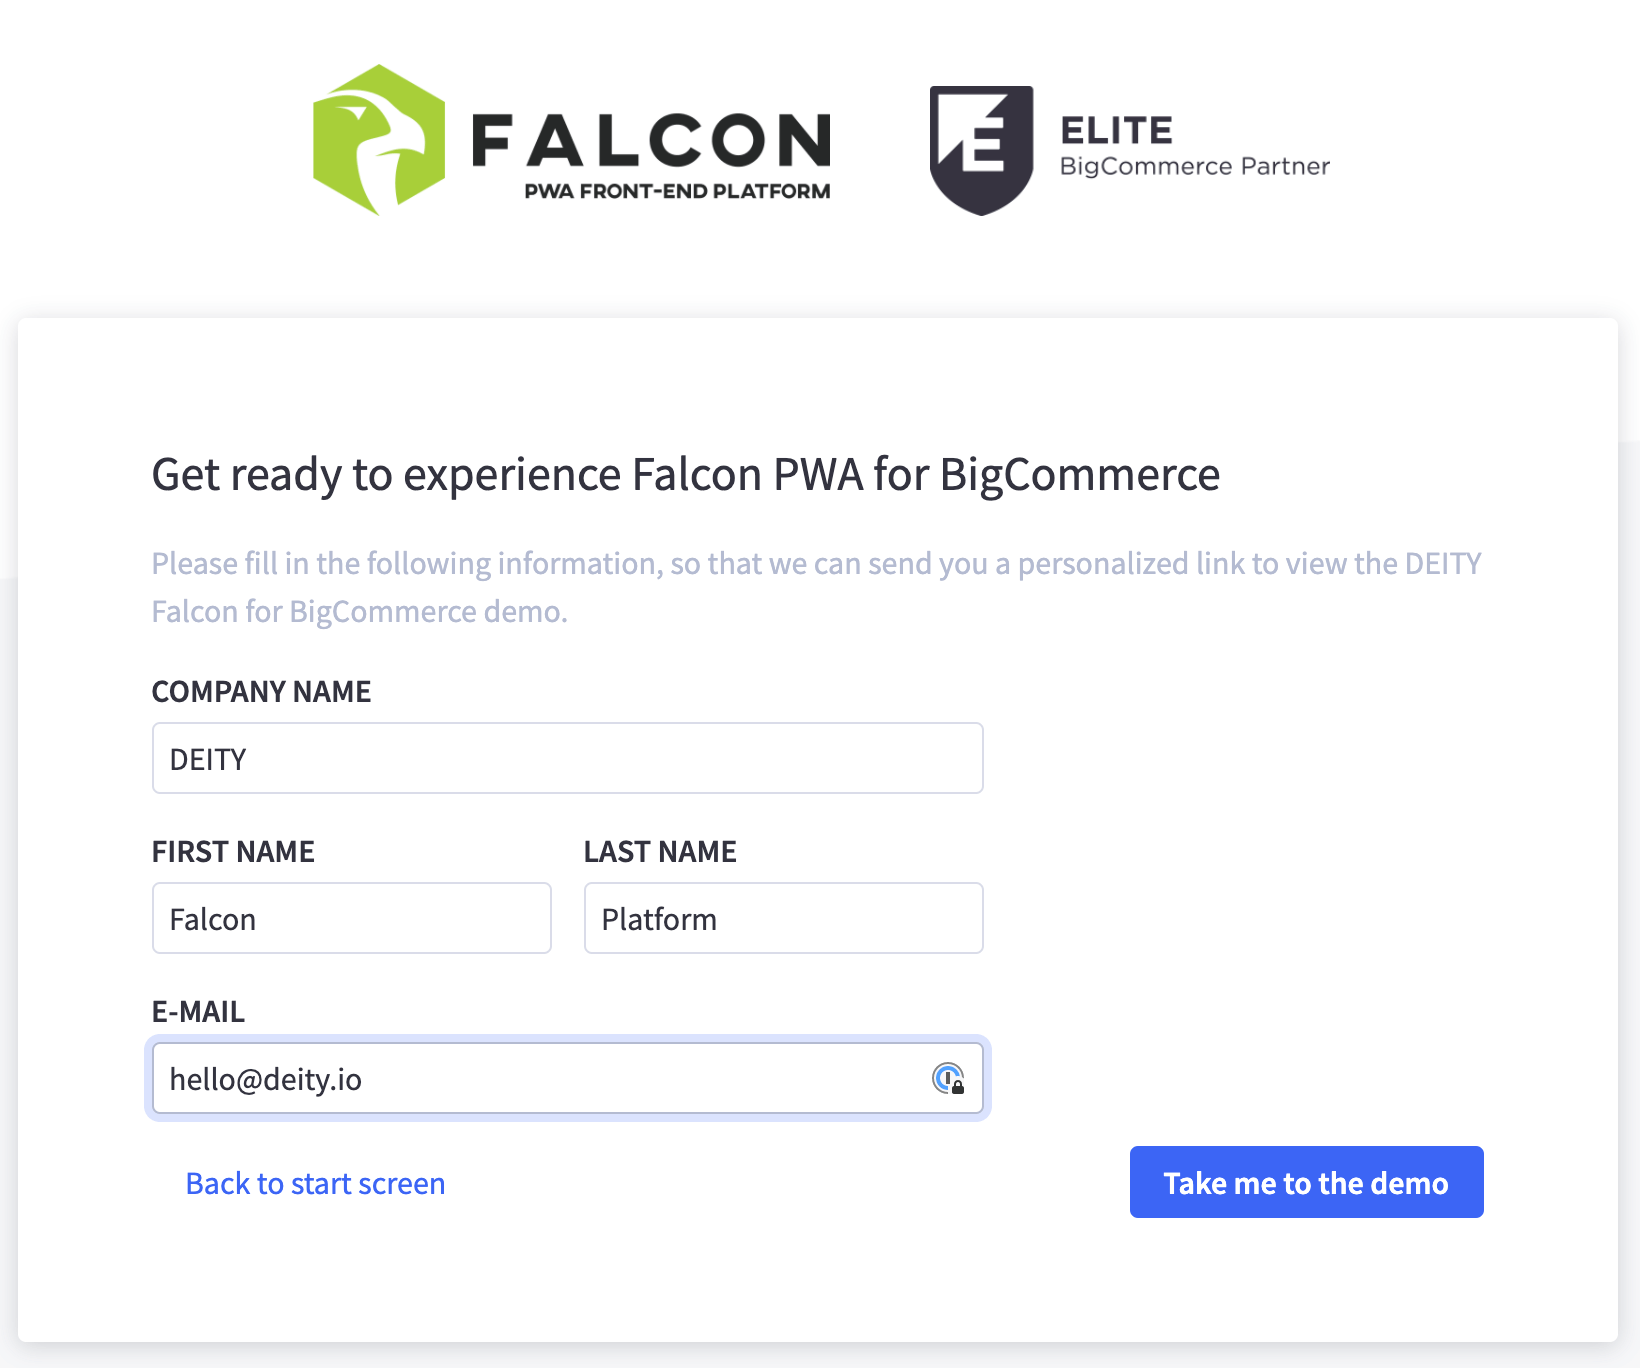 FALCON
PWA FRONT-END PLATFORM
ELITE
BigCommerce Partner
Get ready to experience Falcon PWA for BigCommerce
Please fill in the following information, so that we can send you a personalized link to view the DEITY
Falcon for BigCommerce demo.
COMPANY NAME
DEITY
FIRST NAME
LAST NAME
Falcon
Platform
E-MAIL
hello@deity.io
Back to start screen
Take me to the demo